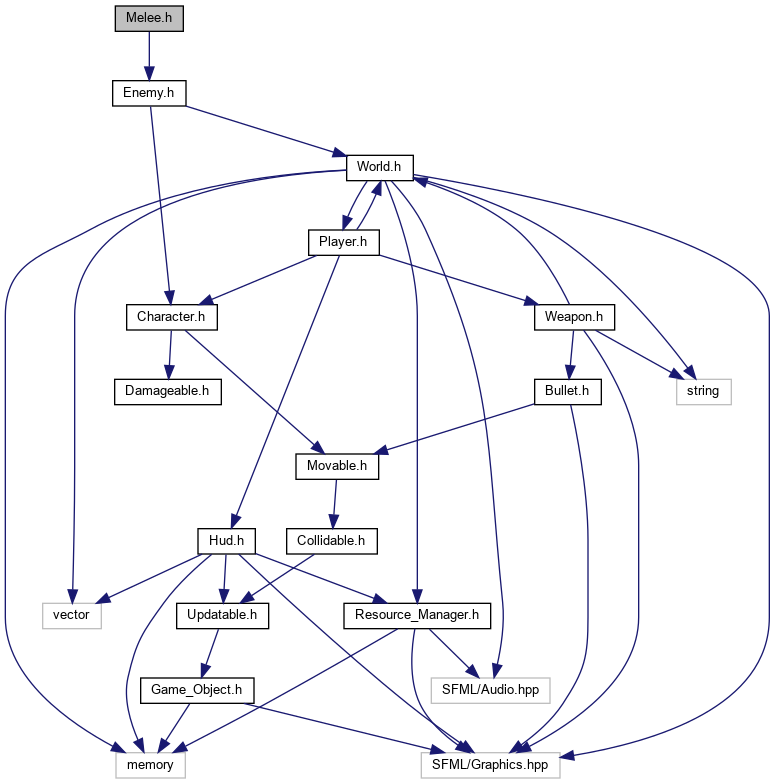 Melee.h
Enemy.h
World.h
Player.h
Character.h
Weapon.h
Damageable.h
Bullet.h
string
Movable.h
Hud.h
Collidable.h
vector
Updatable.h
Resource_Manager.h
Game_Object.h
SFML/Audio.hpp
memory
SFML/Graphics.hpp